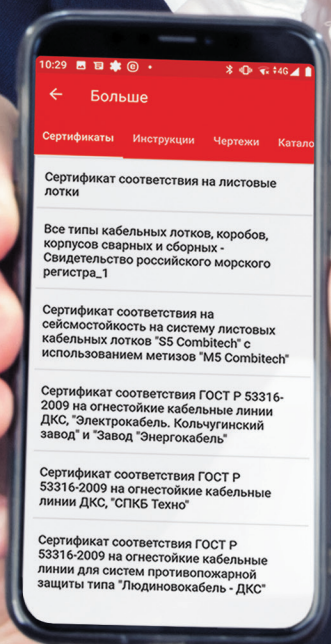 10:29 4G
Больше
Сертификаты Инструкции Чертежи Катало
Сертификат соответствия на листовые
лотки
Все типы кабельных лотков, коробов,
корпусов сварных и сборных -
Свидетельство российского морского
регистра_1
Сертификат соответствия на
сейсмостойкость на систему листовых
кабельных лотков "S5 Combitech" с
использованием метизов "M5 Combitech"
Сертификат соответствия ГОСТ Р 53316-
2009 на огнестойкие кабельные линии
ДКС, "Электрокабель. Кольчугинский
завод" и "Завод "Энергокабель"
Сертификат соответствия ГОСТ Р
53316-2009 на огнестойкие кабельные
линии ДКС, "СПКБ Техно"
Сертификат соответствия ГОСТ Р
53316-2009 на огнестойкие кабельные
линии для систем противопожарной
защиты типа "Людиновокабель - ДКС"